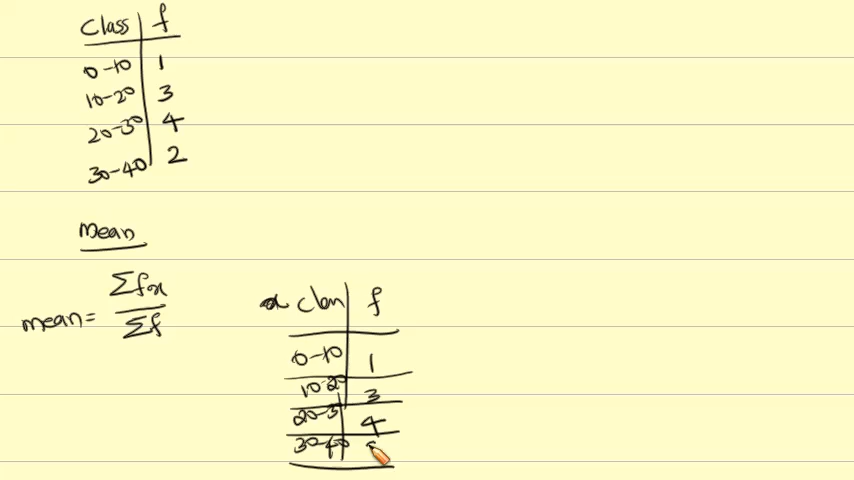 Class f
0-10 1
10-20 3
20-30 4
30-40 2
Mean
mean = Σfx / Σf
Class f
0-10 1
10-20 3
20-3 4
30-40